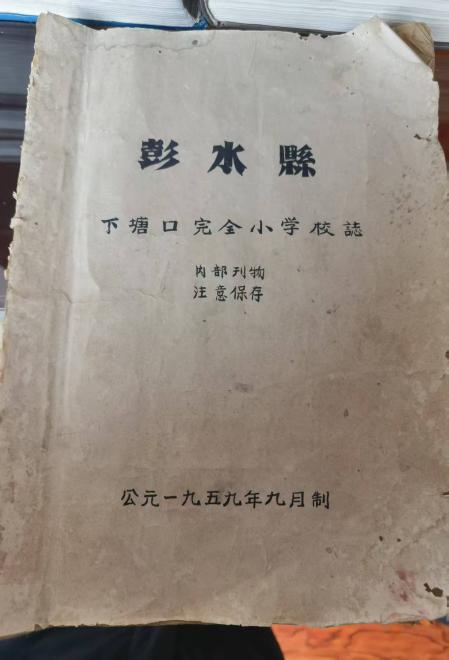 彭水縣
下塘口完全小学校誌
内部刊物
注意保存
公元一九五九年九月制